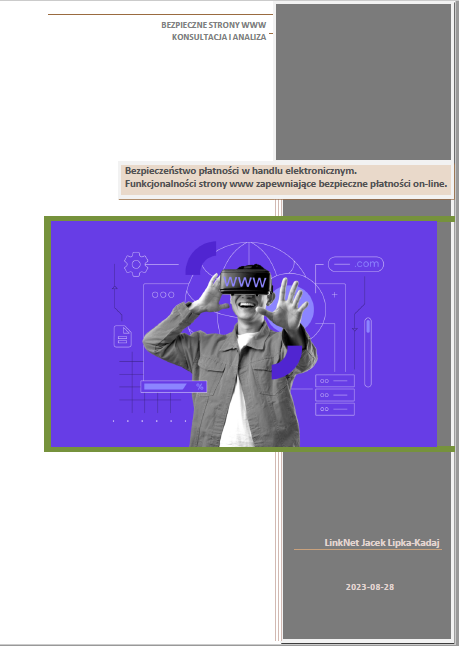 BEZPIECZNE STRONY WWW
KONSULTACJA I ANALIZA
Bezpieczeństwo płatności w handlu elektronicznym.
Funkcjonalności strony www zapewniające bezpieczne płatności on-line.
.com
WWW
%
LinkNet Jacek Lipka-Kadaj
2023-08-28